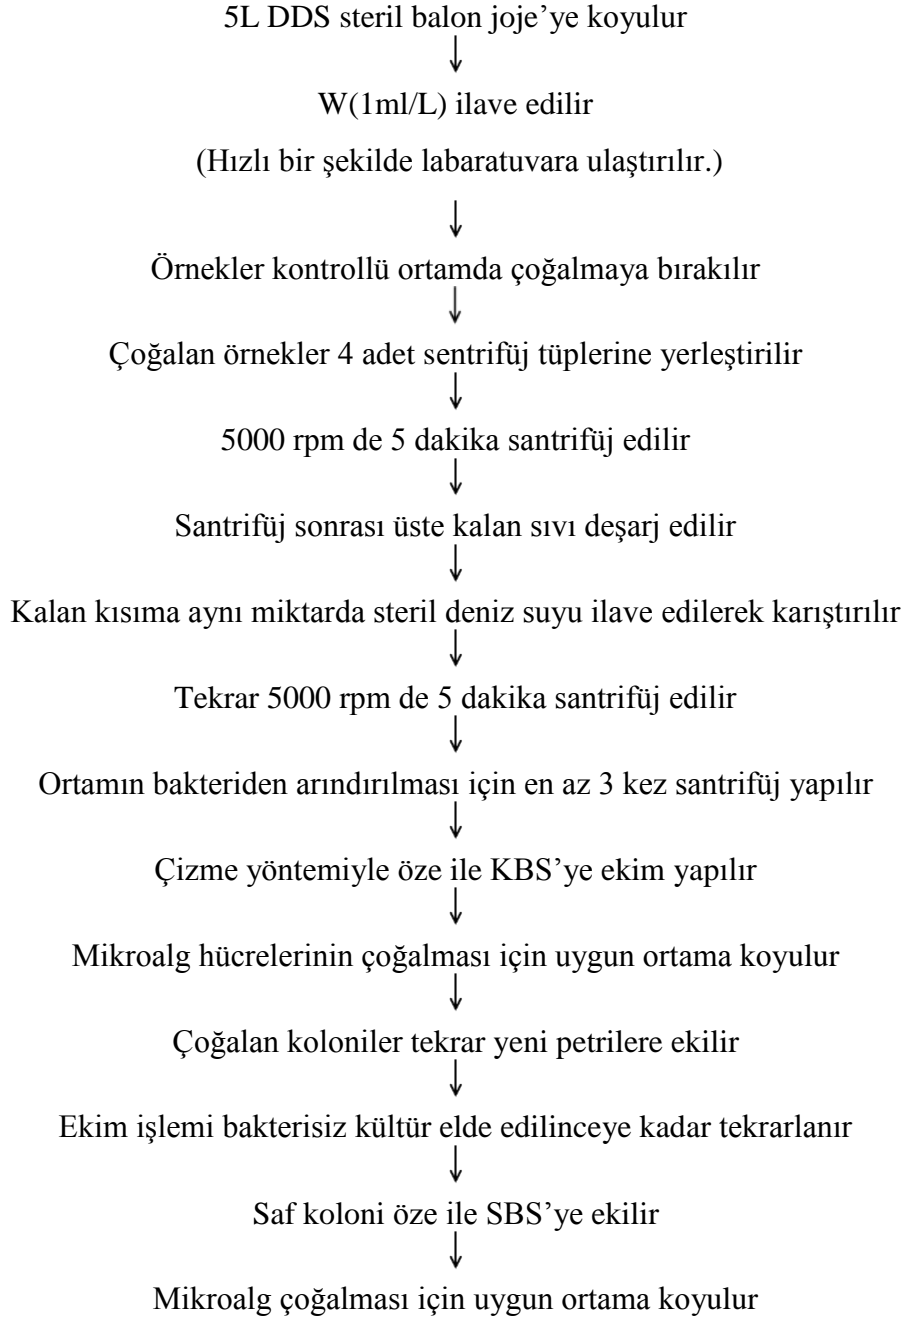 5L DDS steril balon joje’ye koyulur
W(1ml/L) ilave edilir
(Hızlı bir şekilde labaratuvara ulaştırılır.)
Örnekler kontrollü ortamda çoğalmaya bırakılır
Çoğalan örnekler 4 adet sentrifüj tüplerine yerleştirilir
5000 rpm de 5 dakika santrifüj edilir
Santrifüj sonrası üste kalan sıvı deşarj edilir
Kalan kısıma aynı miktarda steril deniz suyu ilave edilerek karıştırılır
Tekrar 5000 rpm de 5 dakika santrifüj edilir
Ortamın bakteriden arındırılması için en az 3 kez santrifüj yapılır
Çizme yöntemiyle öze ile KBS’ye ekim yapılır
Mikroalg hücrelerinin çoğalması için uygun ortama koyulur
Çoğalan koloniler tekrar yeni petrilere ekilir
Ekim işlemi bakterisiz kültür elde edilinceye kadar tekrarlanır
Saf koloni öze ile SBS’ye ekilir
Mikroalg çoğalması için uygun ortama koyulur